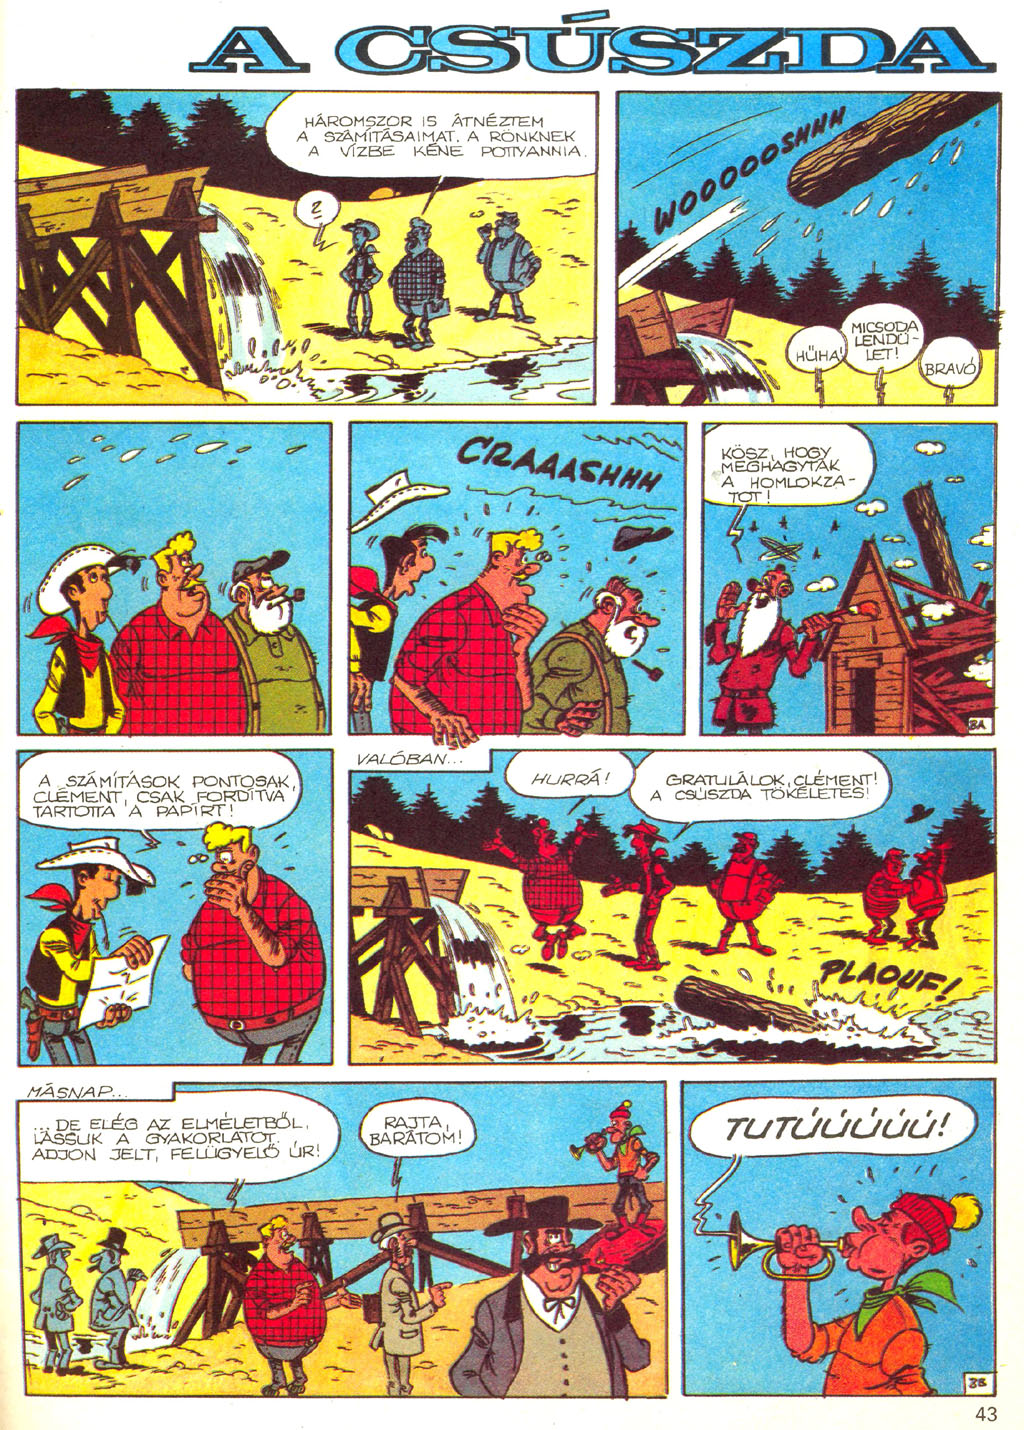 A CSÚSZDA
HÁROMSZOR IS ÁTNÉZTEM
A SZÁMÍTÁSAIMAT. A RÖNKNEK
A VÍZBE KÉNE POTTYANNIA.
?
WOOOOOSHHH
HŰHA!
MICSODA
LENDÜ-
LET!
BRAVÓ
CRAAASHHH
KÖSZ, HOGY
MEGHAGYTÁK
A HOMLOKZA-
TOT!
8A
A SZÁMÍTÁSOK PONTOSAK,
CLÉMENT, CSAK FORDÍTVA
TARTOTTA A PAPÍRT!
VALÓBAN...
HURRÁ!
GRATULÁLOK, CLÉMENT!
A CSÚSZDA TÖKÉLETES!
PLAOUF!
MÁSNAP...
...DE ELÉG AZ ELMÉLETBŐL,
LÁSSUK A GYAKORLATOT.
ADJON JELT, FELÜGYELŐ ÚR!
RAJTA,
BARÁTOM!
TUTÚÚÚÚÚÚ!
8B
43